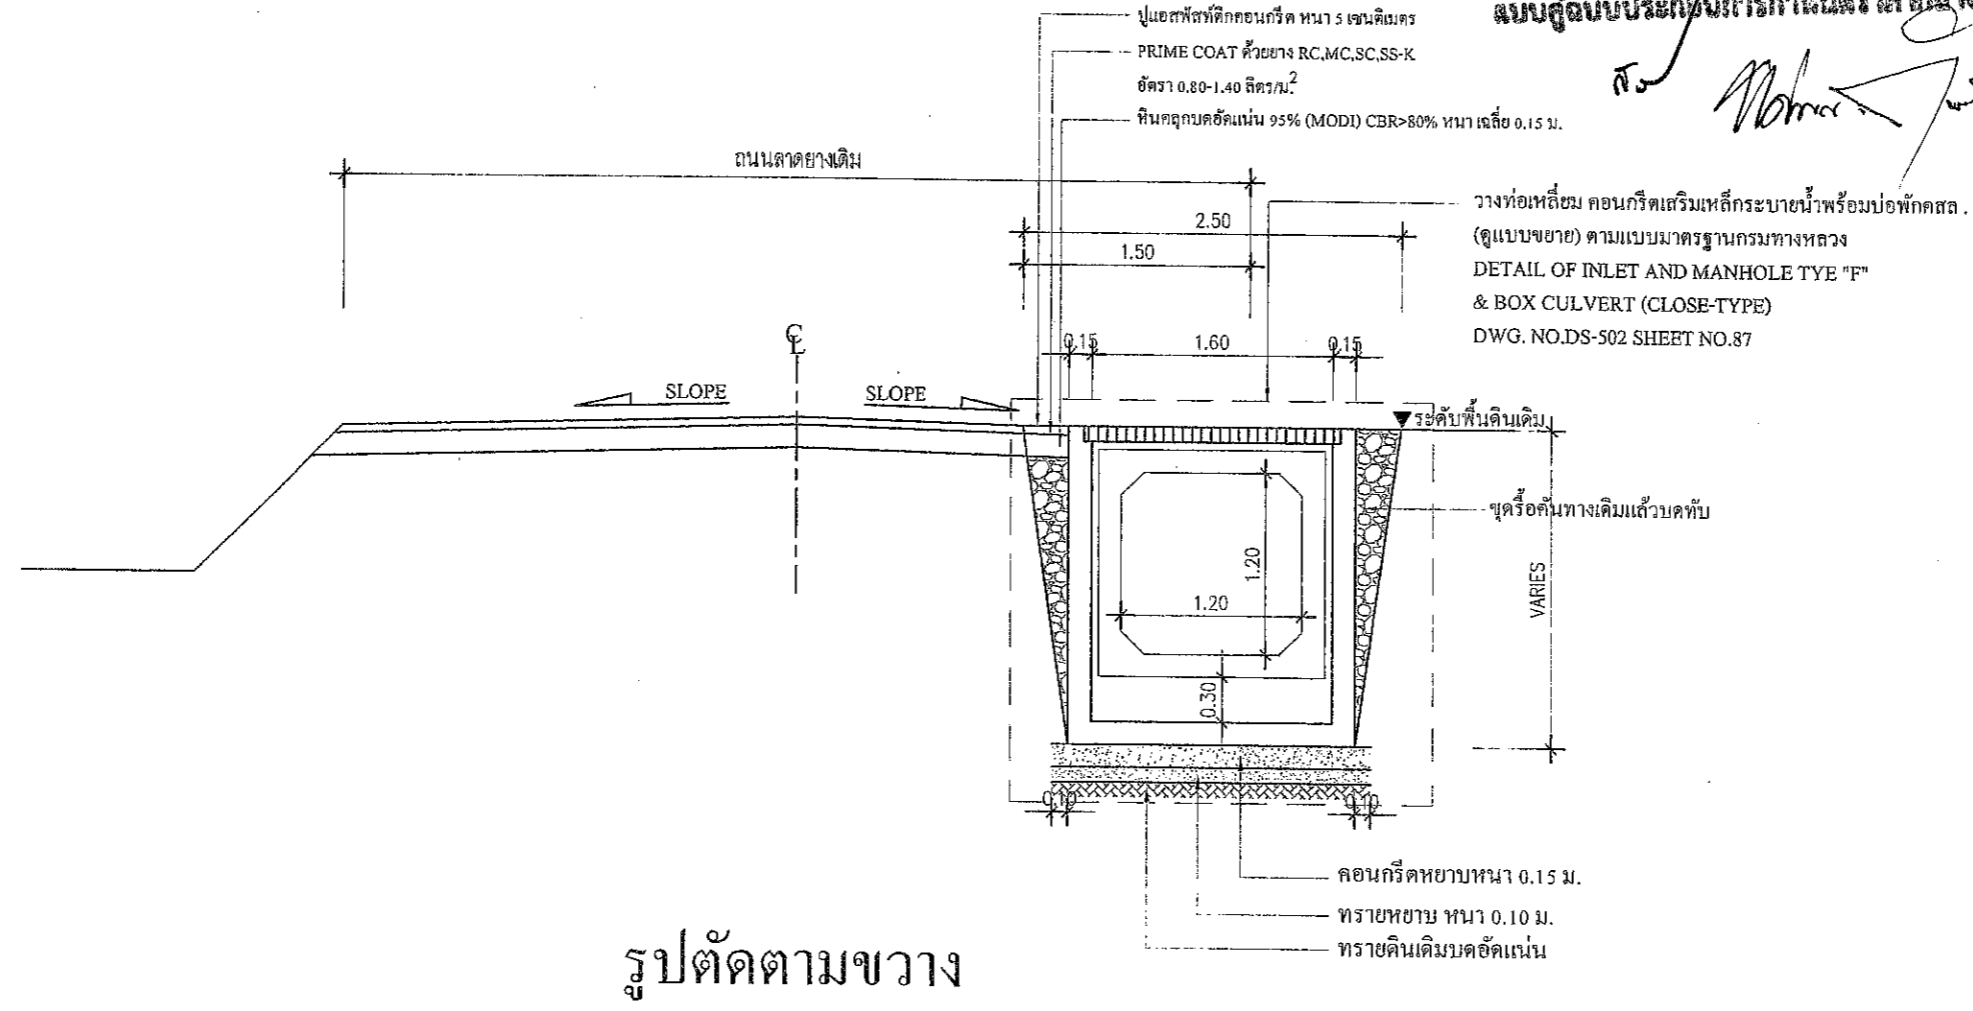 ปูแอสฟัสท์ติกคอนกรีต หนา 5 เซนติเมตร
PRIME COAT ด้วยยาง RC,MC,SC,SS-K
อัตรา 0.80-1.40 ลิตร/ม.2
หินคลุกบดอัดแน่น 95% (MODI) CBR>80% หนา เฉลี่ย 0.15 ม.
ถนนลาดยางเดิม
วางท่อเหลี่ยม คอนกรีตเสริมเหล็กระบายน้ำพร้อมบ่อพักคสล .
(ดูแบบขยาย) ตามแบบมาตรฐานกรมทางหลวง
DETAIL OF INLET AND MANHOLE TYE "F"
& BOX CULVERT (CLOSE-TYPE)
DWG. NO.DS-502 SHEET NO.87
2.50
1.50
0.15 1.60 0.15
CL
SLOPE SLOPE
ระดับพื้นดินเดิม
ขุดรื้อคันทางเดิมแล้วบดทับ
1.20
1.20
VARIES
0.30
0.10 0.10
คอนกรีตหยาบหนา 0.15 ม.
ทรายหยาบ หนา 0.10 ม.
ทรายดินเดิมบดอัดแน่น
รูปตัดตามขวาง